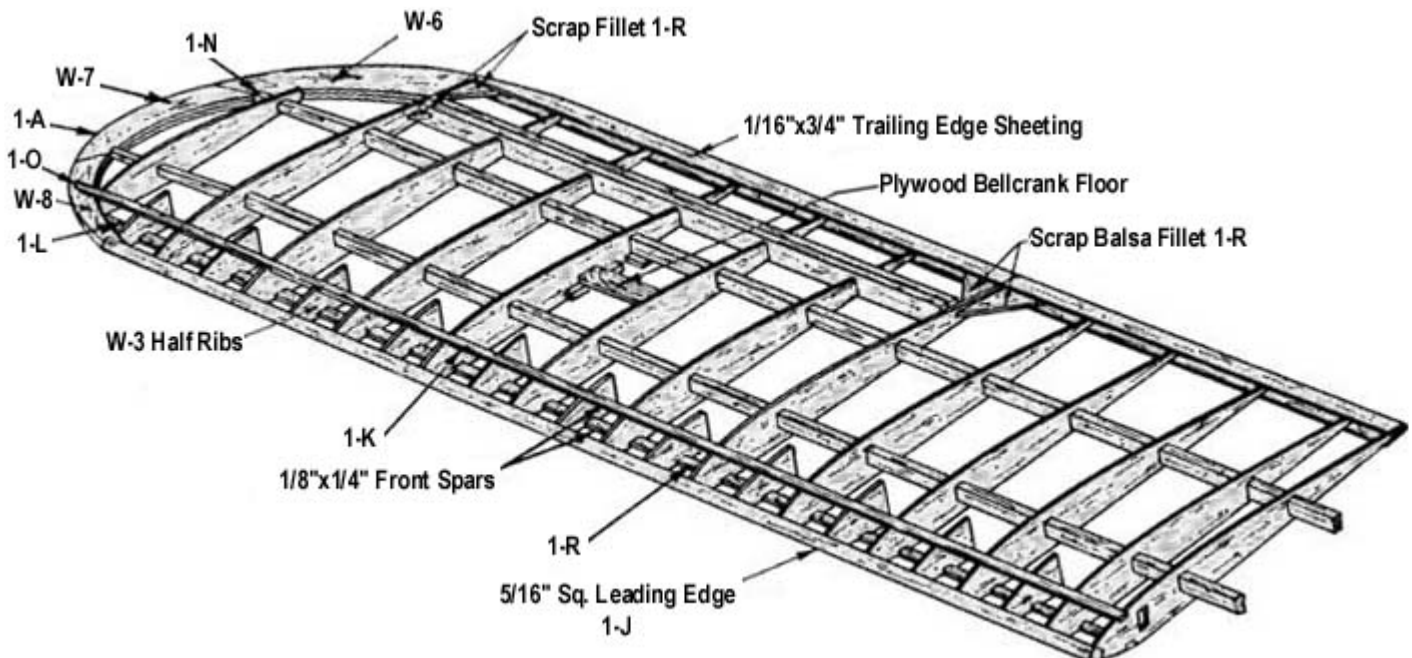 W-6
Scrap Fillet 1-R
1-N
W-7
1-A
1/16"x3/4" Trailing Edge Sheeting
1-O
Plywood Bellcrank Floor
W-8
Scrap Balsa Fillet 1-R
1-L
W-3 Half Ribs
1-K
1/8"x1/4" Front Spars
1-R
5/16" Sq. Leading Edge
1-J